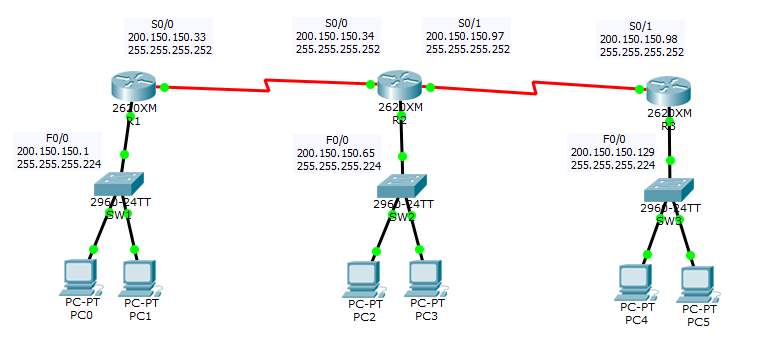 S0/0
200.150.150.33
255.255.255.252
S0/0
200.150.150.34
255.255.255.252
S0/1
200.150.150.97
255.255.255.252
S0/1
200.150.150.98
255.255.255.252
2620XM
R1
2620XM
R2
2620XM
R3
F0/0
200.150.150.1
255.255.255.224
F0/0
200.150.150.65
255.255.255.224
F0/0
200.150.150.129
255.255.255.224
2960-24TT
SW1
2960-24TT
SW2
2960-24TT
SW3
PC-PT
PC0
PC-PT
PC1
PC-PT
PC2
PC-PT
PC3
PC-PT
PC4
PC-PT
PC5